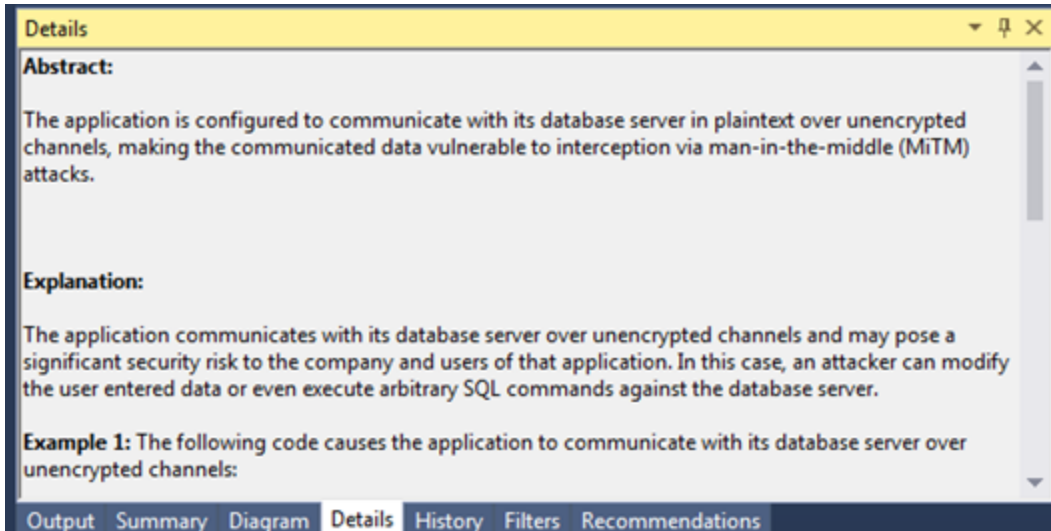 Details
Abstract:
The application is configured to communicate with its database server in plaintext over unencrypted
channels, making the communicated data vulnerable to interception via man-in-the-middle (MiTM)
attacks.
Explanation:
The application communicates with its database server over unencrypted channels and may pose a
significant security risk to the company and users of that application. In this case, an attacker can modify
the user entered data or even execute arbitrary SQL commands against the database server.
Example 1: The following code causes the application to communicate with its database server over
unencrypted channels:
Output Summary Diagram Details History Filters Recommendations